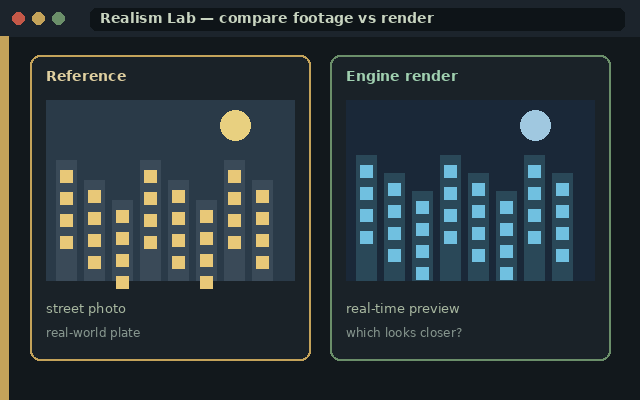 Realism Lab — compare footage vs render
Reference
street photo
real-world plate
Engine render
real-time preview
which looks closer?